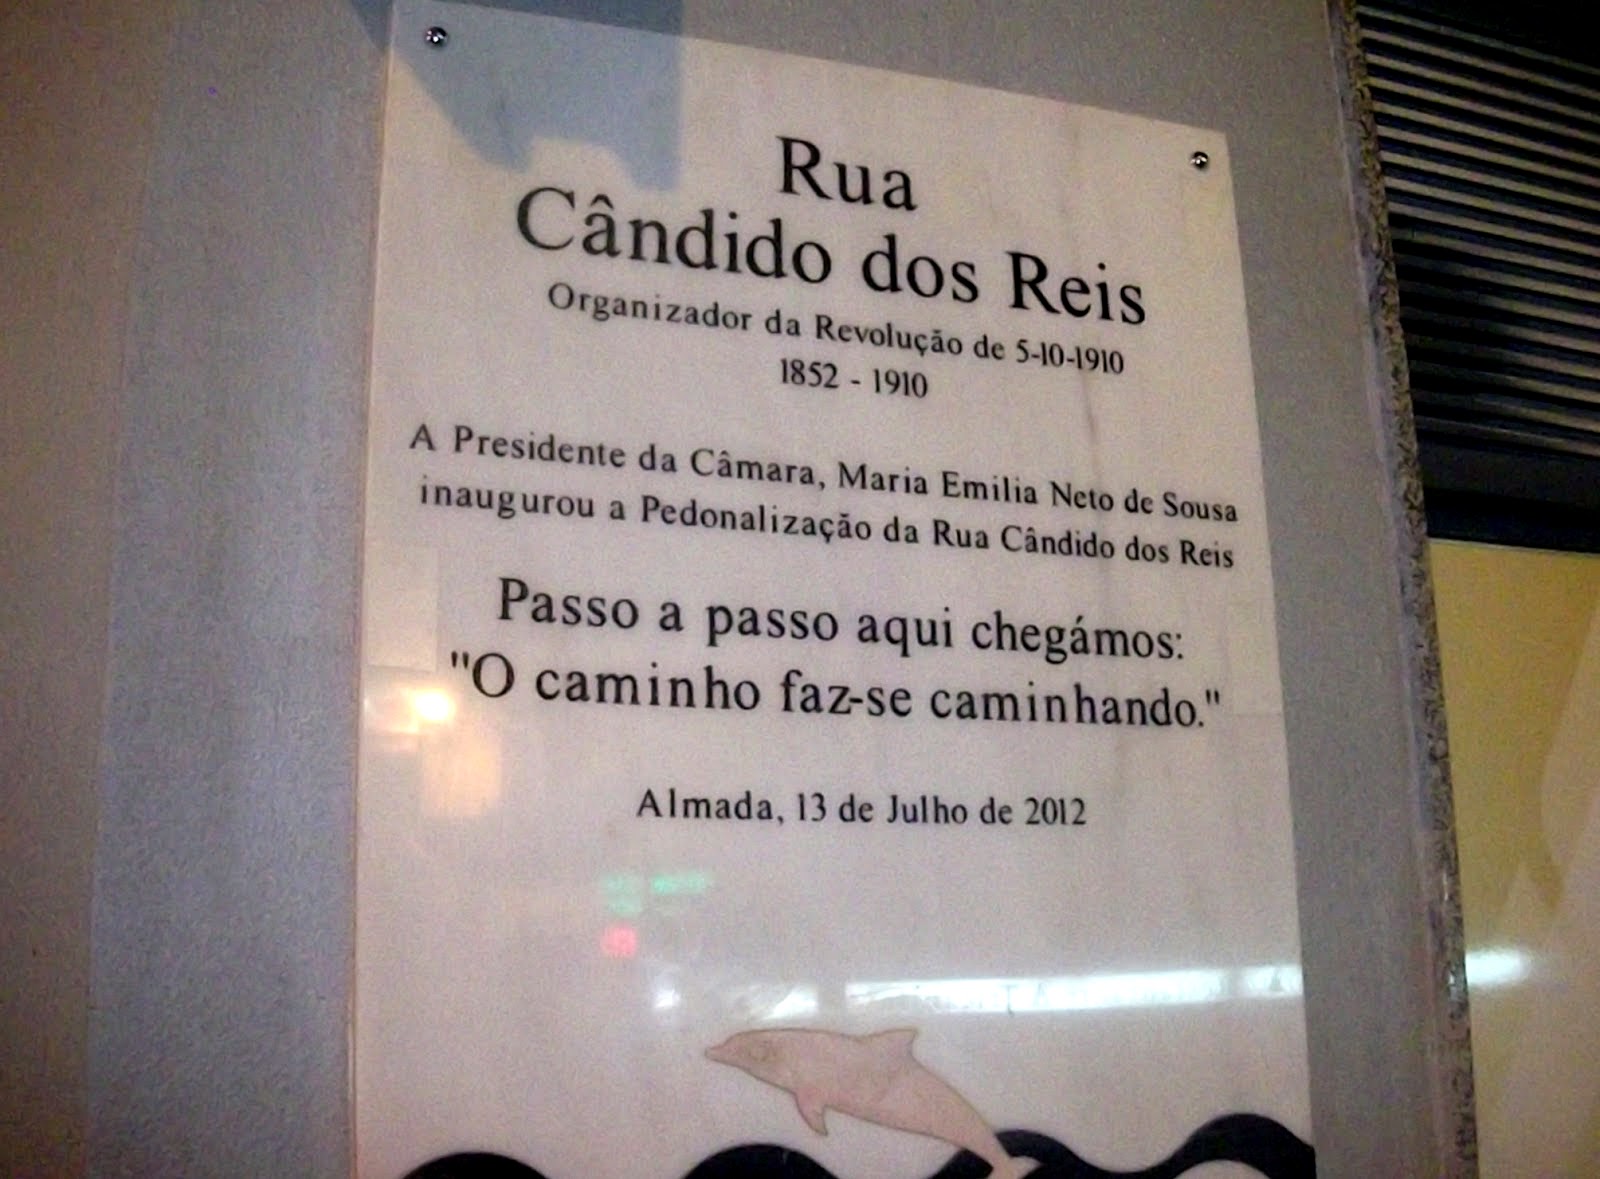 Rua
Cândido dos Reis
Organizador da Revolução de 5-10-1910
1852 - 1910
A Presidente da Câmara, Maria Emilia Neto de Sousa
inaugurou a Pedonalização da Rua Cândido dos Reis
Passo a passo aqui chegámos:
"O caminho faz-se caminhando."
Almada, 13 de Julho de 2012